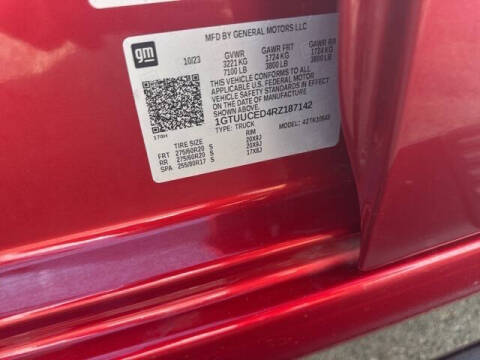 MFD BY GENERAL MOTORS LLC
gm 10/23 GVWR GAWR FRT GAWR RR
3221 KG 1724 KG 1724 KG
7100 LB 3800 LB 3800 LB
THIS VEHICLE CONFORMS TO ALL
APPLICABLE U.S. FEDERAL MOTOR
VEHICLE SAFETY STANDARDS IN
EFFECT ON THE DATE OF MANUFACTURE
SHOWN ABOVE.
1GTUUCED4RZ187142
TYPE: TRUCK MODEL:
TIRE SIZE RIM
FRT 275/60R20 S 20X9J
RR 275/60R20 S 20X9J
SPA 255/80R17 S 17X8J